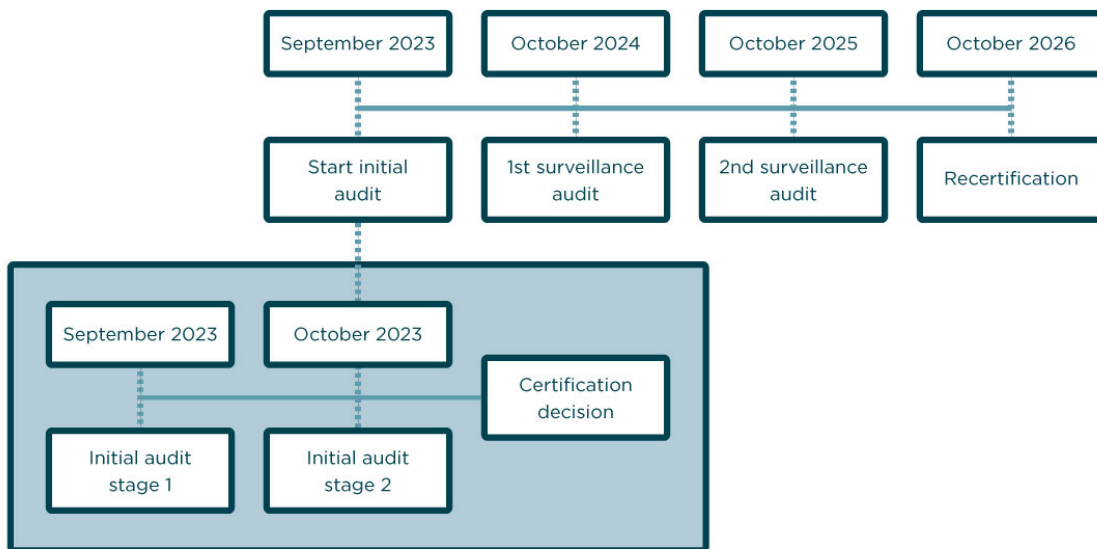 September 2023
October 2024
October 2025
October 2026
Start initial
audit
1st surveillance
audit
2nd surveillance
audit
Recertification
September 2023
October 2023
Certification
decision
Initial audit
stage 1
Initial audit
stage 2